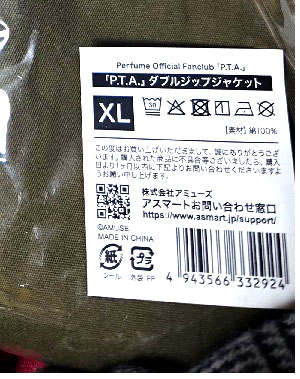 Perfume Official Fanclub 『P.T.A.』
『P.T.A.』ダブルジップジャケット
XL
30
【素材】 綿100%
この度はお買い上げいただきまして、誠にありがとうござ
います。購入された商品に不具合等ございましたら、購入
日より1ヶ月以内に下記よりお問い合わせくださいますよ
うお願い申し上げます。
株式会社アミューズ
アスマートお問い合わせ窓口
https://www.asmart.jp/support/
©AMUSE
MADE IN CHINA
紙 プラ
シール 外袋:PP
4 943566 332924